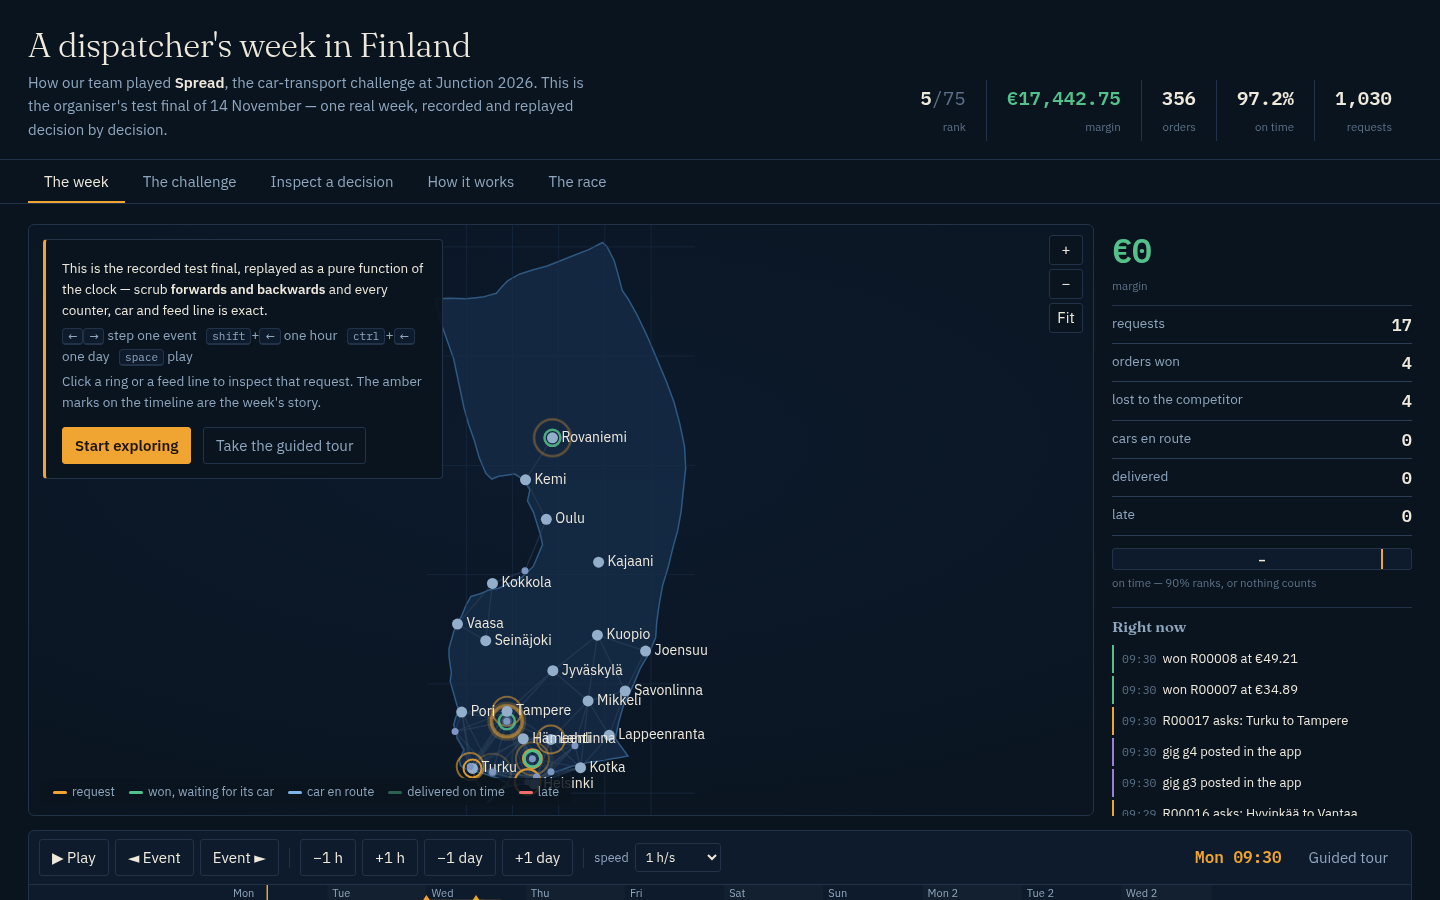 A dispatcher's week in Finland
How our team played Spread, the car-transport challenge at Junction 2026. This is
the organiser's test final of 14 November — one real week, recorded and replayed
decision by decision.
5/75
rank
€17,442.75
margin
356
orders
97.2%
on time
1,030
requests
The week
The challenge
Inspect a decision
How it works
The race
This is the recorded test final, replayed as a pure function of
the clock — scrub forwards and backwards and every
counter, car and feed line is exact.
← → step one event shift+← one hour ctrl+←
one day space play
Click a ring or a feed line to inspect that request. The amber
marks on the timeline are the week's story.
Start exploring
Take the guided tour
+
−
Fit
Rovaniemi
Kemi
Oulu
Kajaani
Kokkola
Vaasa
Seinäjoki
Kuopio
Joensuu
Jyväskylä
Savonlinna
Mikkeli
Pori
Tampere
Hämeenlinna
Lahti
Lappeenranta
Turku
Kotka
Helsinki
request
won, waiting for its car
car en route
delivered on time
late
€0
margin
requests 17
orders won 4
lost to the competitor 4
cars en route 0
delivered 0
late 0
–
on time — 90% ranks, or nothing counts
Right now
09:30 won R00008 at €49.21
09:30 won R00007 at €34.89
09:30 R00017 asks: Turku to Tampere
09:30 gig g4 posted in the app
09:30 gig g3 posted in the app
09:29 R00016 asks: Hyvinkää to Vantaa
▶ Play
◄ Event
Event ►
−1 h
+1 h
−1 day
+1 day
speed
1 h/s
Mon 09:30
Guided tour
Mon
Tue
Wed
Thu
Fri
Sat
Sun
Mon 2
Tue 2
Wed 2